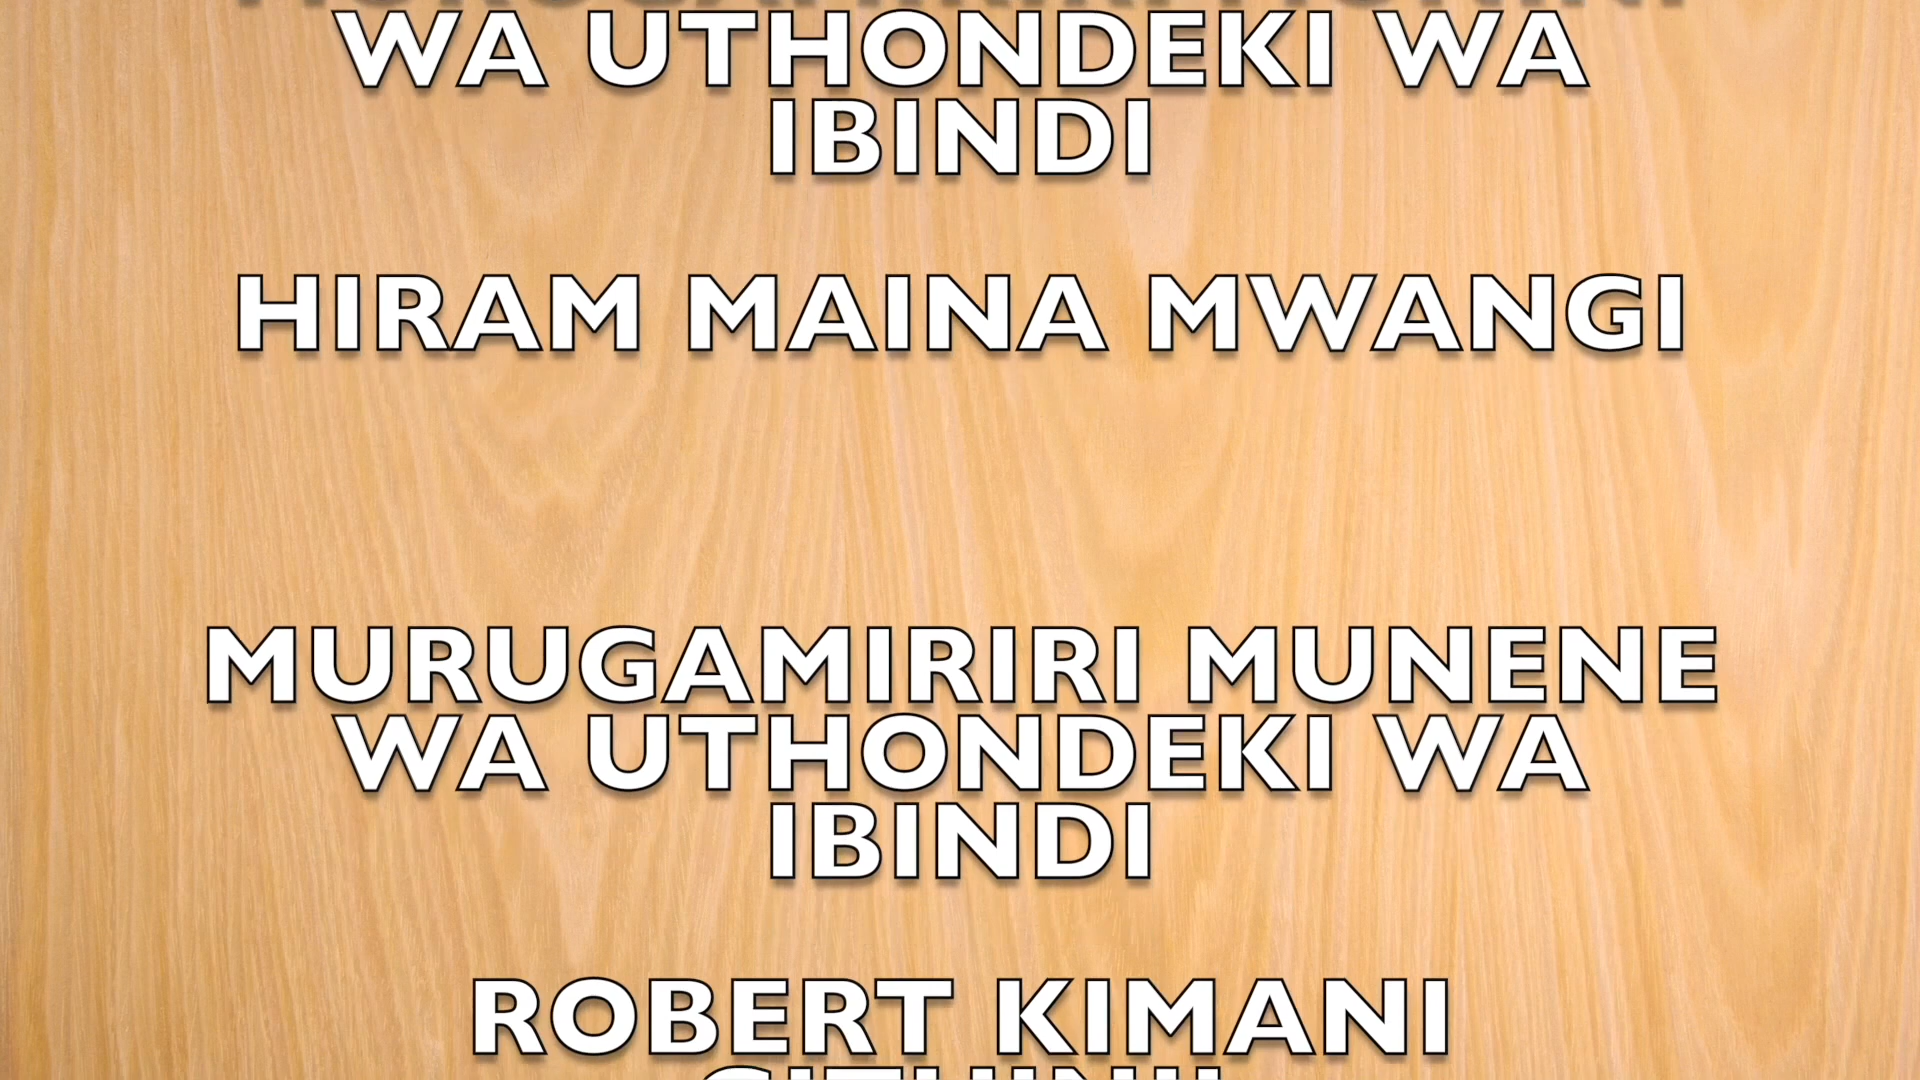 WA UTHONDEKI WA
IBINDI
HIRAM MAINA MWANGI
MURUGAMIRIRI MUNENE
WA UTHONDEKI WA
IBINDI
ROBERT KIMANI